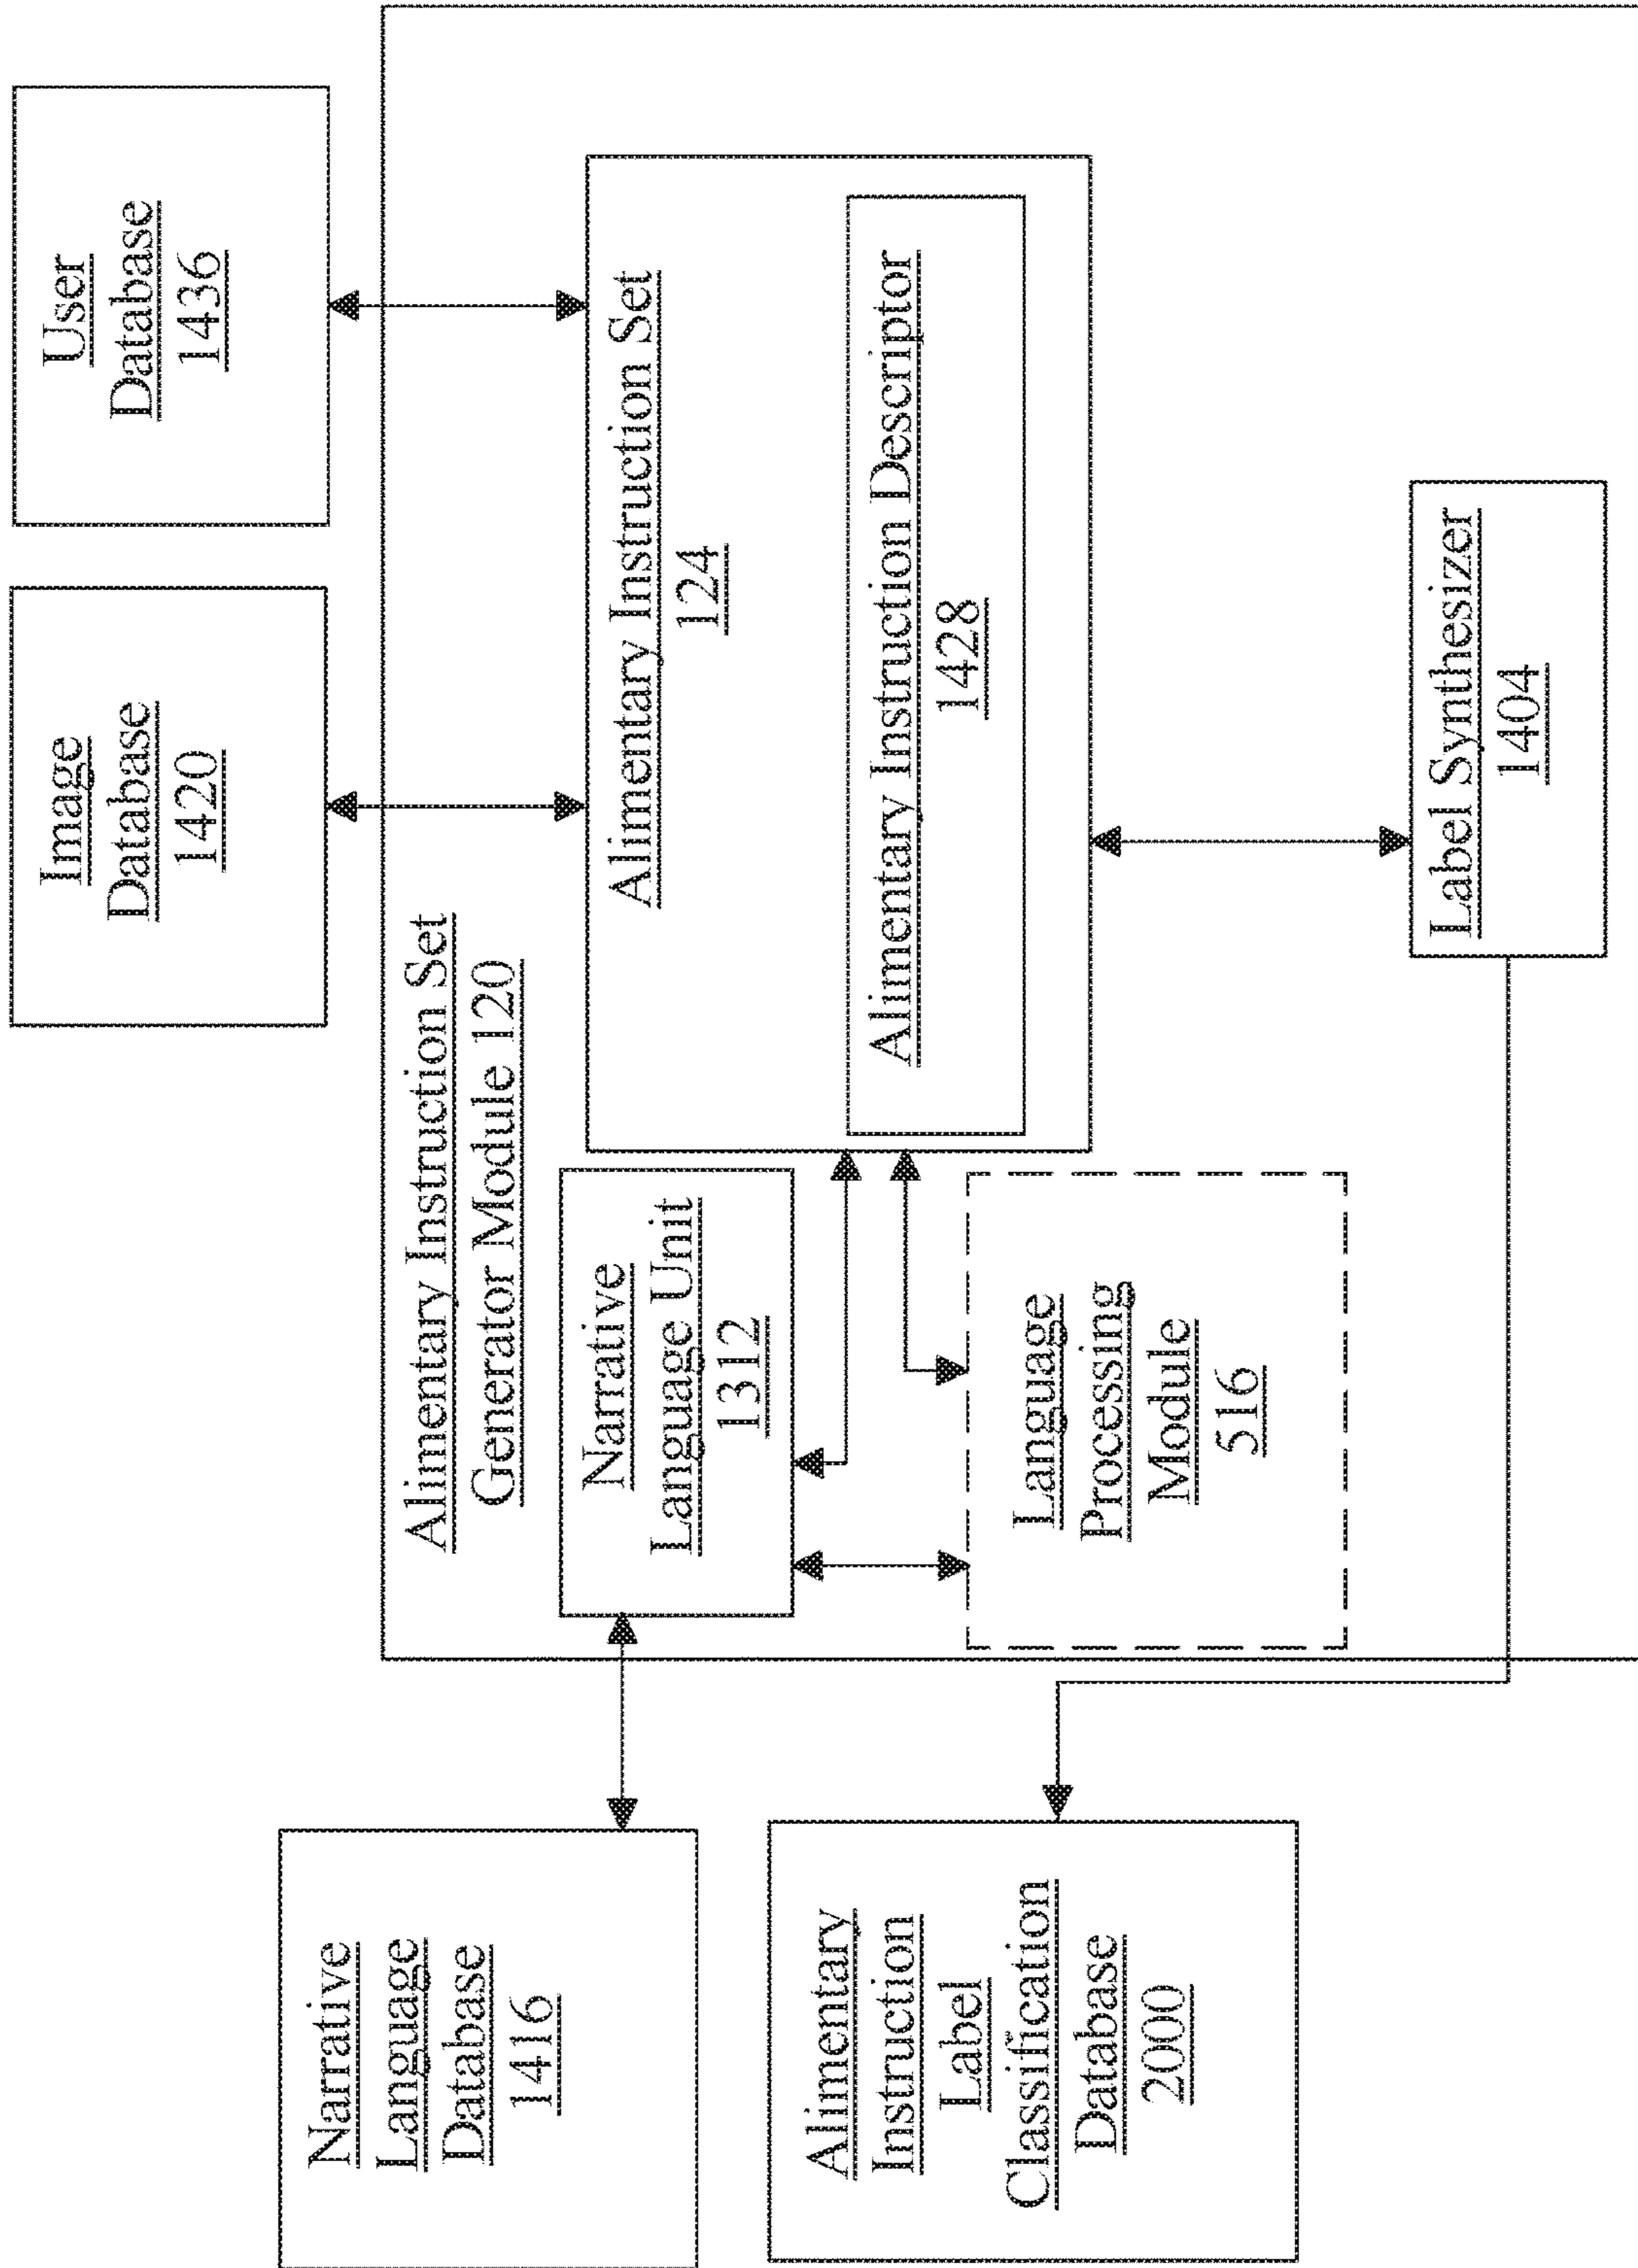 Narrative
Language
Database
1416
Alimentary
Instruction
Label
Classification
Database
2000
Alimentary Instruction Set
Generator Module 120
Narrative
Language Unit
1312
Language
Processing
Module
516
Image
Database
1420
User
Database
1436
Alimentary Instruction Set
124
Alimentary Instruction Descriptor
1428
Label Synthesizer
1404